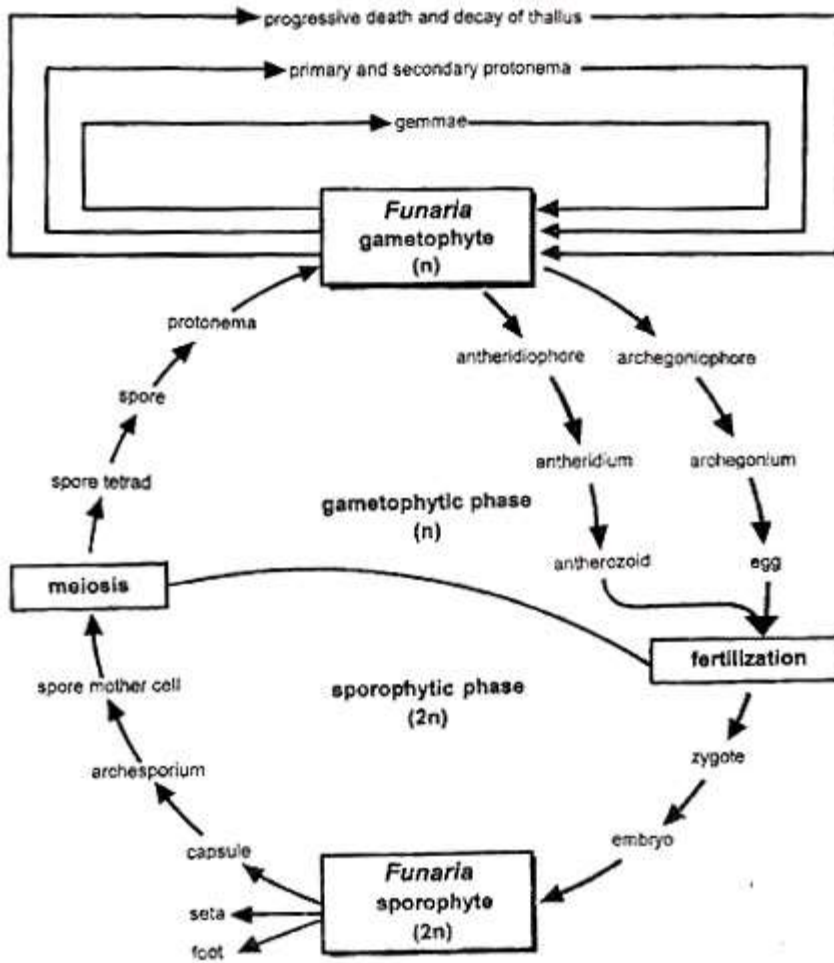 progressive death and decay of thallus
primary and secondary protonema
gemmae
Funaria
gametophyte
(n)
protonema
antheridiophore
archegoniophore
spore
antheridium
archegonium
spore tetrad
gametophytic phase
(n)
antherozoid
egg
meiosis
fertilization
spore mother cell
sporophytic phase
(2n)
zygote
archesporium
embryo
capsule
Funaria
sporophyte
(2n)
seta
foot